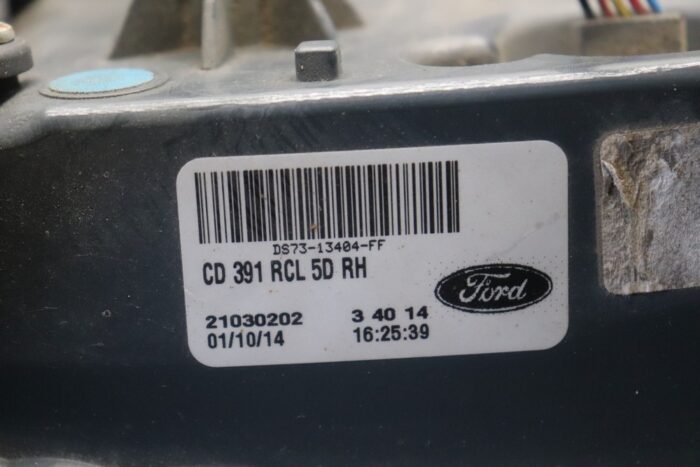 DS73-13404-FF
CD 391 RCL 5D RH
Ford
21030202 3 40 14
01/10/14 16:25:39